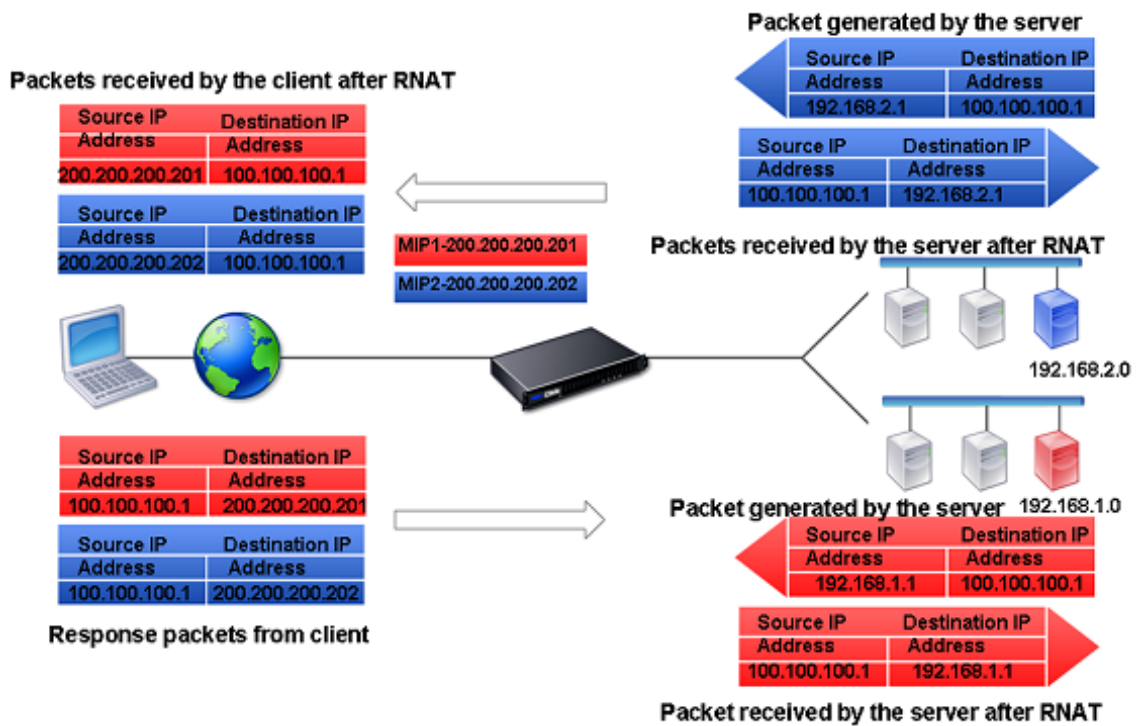 Packet generated by the server
Source IP Destination IP
Address Address
192.168.2.1 100.100.100.1
Source IP Destination IP
Address Address
100.100.100.1 192.168.2.1
Packets received by the server after RNAT
Packets received by the client after RNAT
Source IP Destination IP
Address Address
200.200.200.201 100.100.100.1
Source IP Destination IP
Address Address
200.200.200.202 100.100.100.1
MIP1-200.200.200.201
MIP2-200.200.200.202
192.168.2.0
192.168.1.0
Source IP Destination IP
Address Address
100.100.100.1 200.200.200.201
Source IP Destination IP
Address Address
100.100.100.1 200.200.200.202
Response packets from client
Packet generated by the server
Source IP Destination IP
Address Address
192.168.1.1 100.100.100.1
Source IP Destination IP
Address Address
100.100.100.1 192.168.1.1
Packet received by the server after RNAT